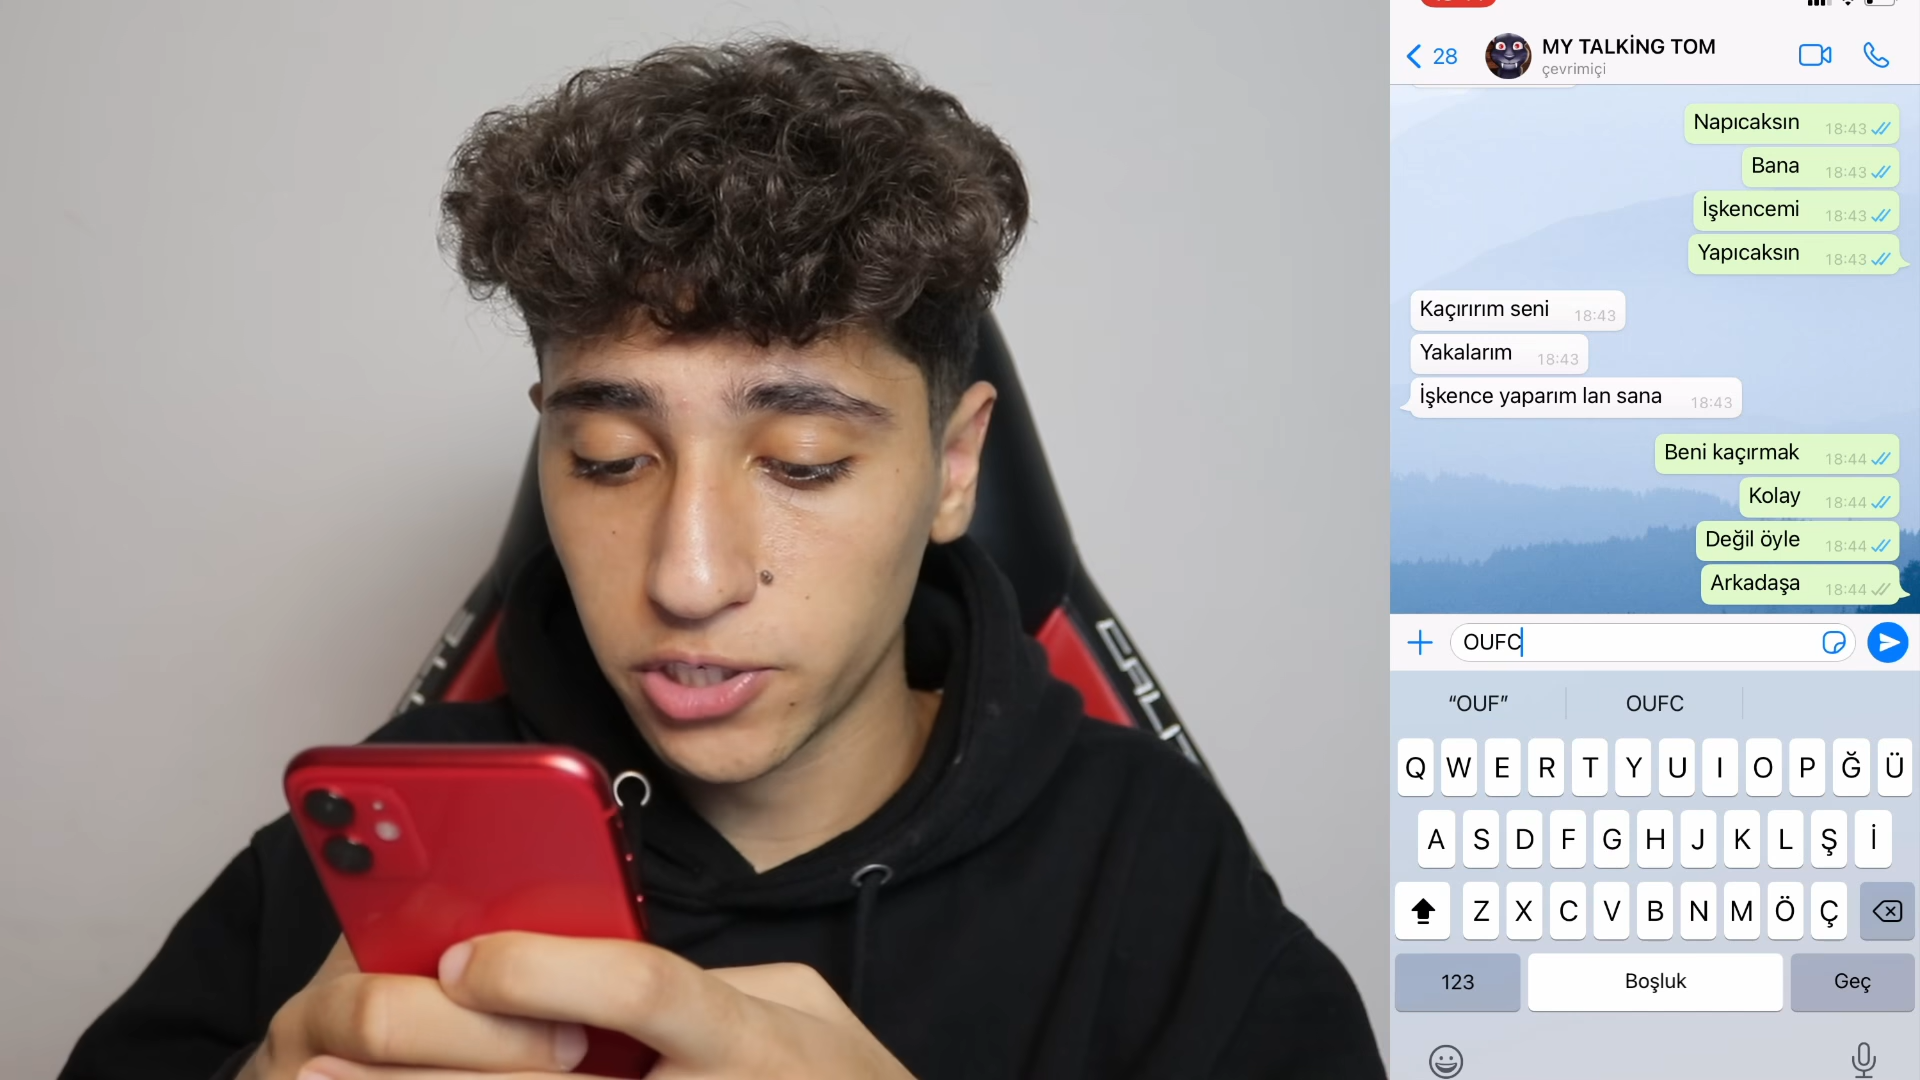 28
MY TALKİNG TOM
çevrimiçi
Napıcaksın 18:43
Bana 18:43
İşkencemi 18:43
Yapıcaksın 18:43
Kaçırırım seni 18:43
Yakalarım 18:43
İşkence yaparım lan sana 18:43
Beni kaçırmak 18:44
Kolay 18:44
Değil öyle 18:44
Arkadaşa 18:44
OUFC
“OUF” OUFC
Q W E R T Y U I O P Ğ Ü
A S D F G H J K L Ş İ
Z X C V B N M Ö Ç
123 Boşluk Geç